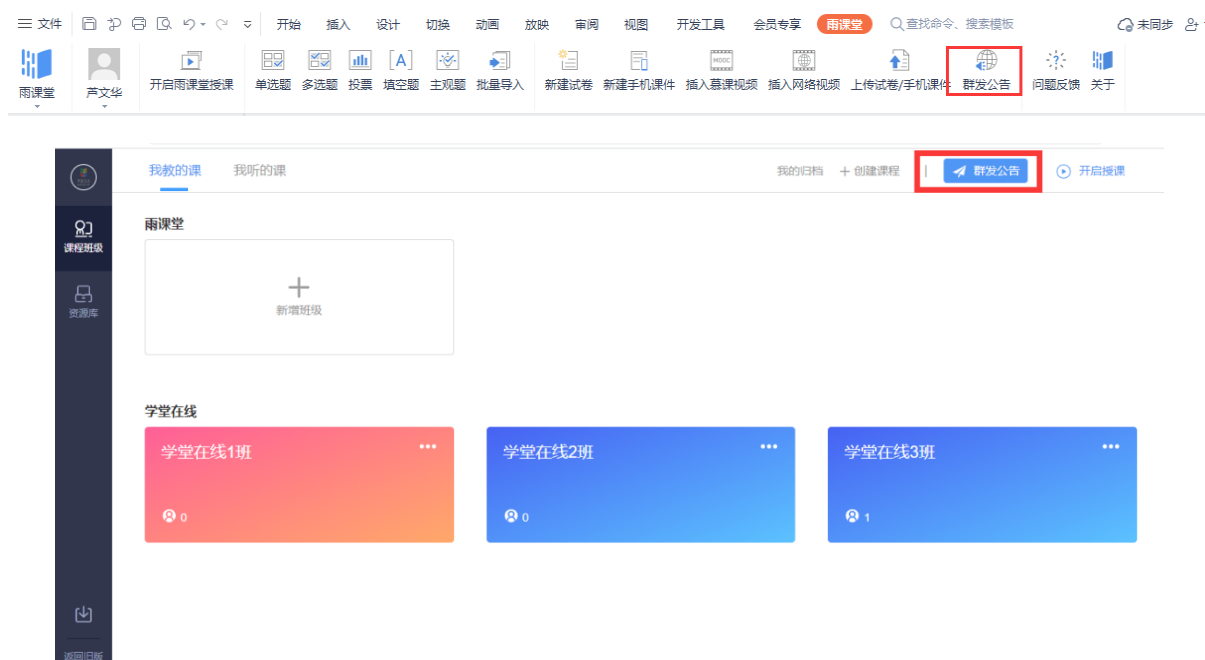 文件 开始 插入 设计 切换 动画 放映 审阅 视图 开发工具 会员专享 雨课堂 查找命令、搜索模板 未同步
雨课堂 芦文华 开启雨课堂授课 单选题 多选题 投票 填空题 主观题 批量导入 新建试卷 新建手机课件 插入慕课视频 插入网络视频 上传试卷/手机课件 群发公告 问题反馈 关于
我教的课 我听的课 我的归档 + 创建课程 | 群发公告 开启授课
雨课堂
课程班级
新增班级
资源库
学堂在线
学堂在线1班 ••• 学堂在线2班 ••• 学堂在线3班 •••
0 0 1
返回旧版